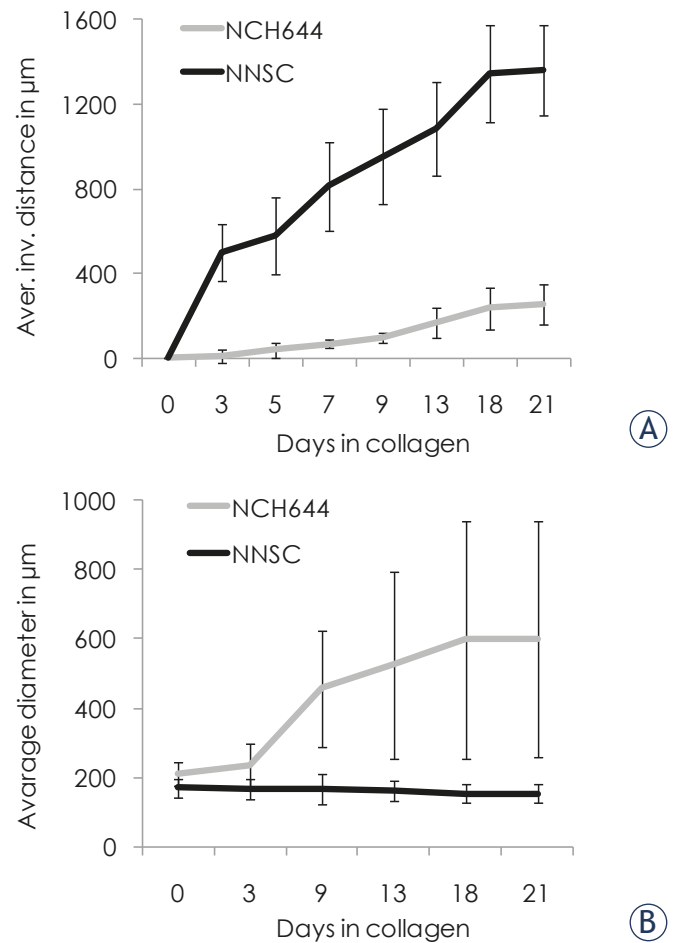 1600
1200
800
400
0
Aver. inv. distance in µm
NCH644
NNSC
0 3 5 7 9 13 18 21
Days in collagen
A
1000
800
600
400
200
0
Avarage diameter in µm
NCH644
NNSC
0 3 9 13 18 21
Days in collagen
B